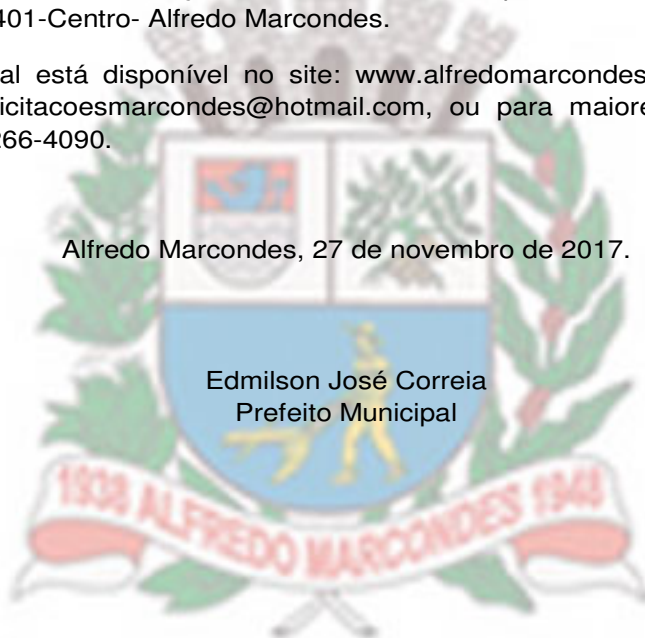 401-Centro- Alfredo Marcondes.
al está disponível no site: www.alfredomarcondes
icitacoesmarcondes@hotmail.com, ou para maiore
266-4090.
Alfredo Marcondes, 27 de novembro de 2017.
Edmilson José Correia
Prefeito Municipal
1938 ALFREDO MARCONDES 1948